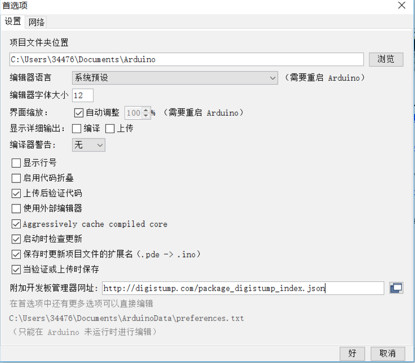 首选项
设置 网络
项目文件夹位置
C:\Users\34476\Documents\Arduino 浏览
编辑器语言 系统预设 (需要重启 Arduino)
编辑器字体大小 12
界面缩放: 自动调整 100 % (需要重启 Arduino)
显示详细输出: 编译 上传
编译器警告: 无
显示行号
启用代码折叠
上传后验证代码
使用外部编辑器
Aggressively cache compiled core
启动时检查更新
保存时更新项目文件的扩展名(.pde -> .ino)
当验证或上传时保存
附加开发板管理器网址: http://digistump.com/package_digistump_index.json
在首选项中还有更多选项可以直接编辑
C:\Users\34476\Documents\ArduinoData\preferences.txt
(只能在 Arduino 未运行时进行编辑)
好 取消